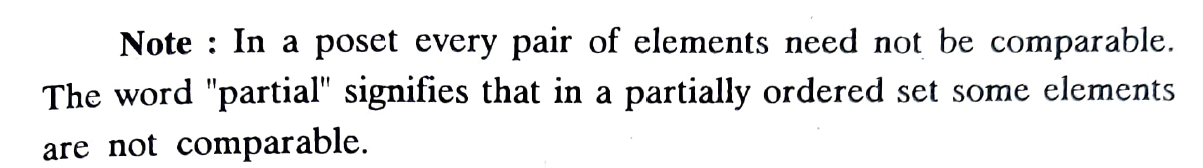 Note : In a poset every pair of elements need not be comparable.
The word "partial" signifies that in a partially ordered set some elements
are not comparable.